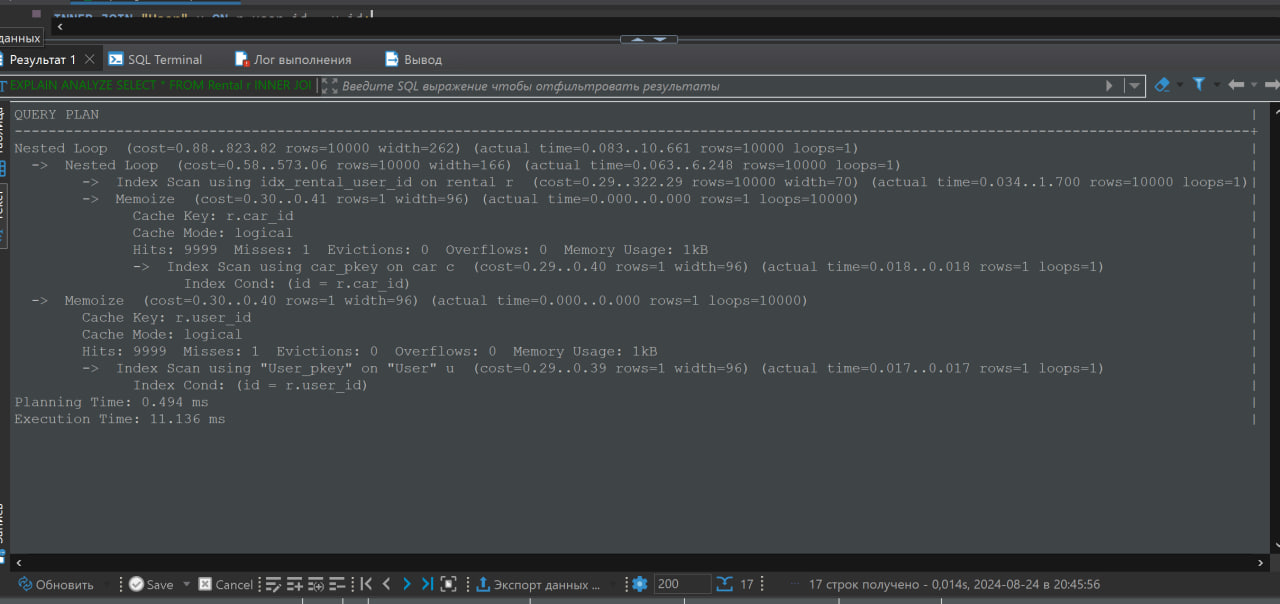 данных
Результат 1
SQL Terminal
Лог выполнения
Вывод
EXPLAIN ANALYZE SELECT * FROM Rental r INNER JOI
Введите SQL выражение чтобы отфильтровать результаты
QUERY PLAN
Nested Loop (cost=0.88..823.82 rows=10000 width=262) (actual time=0.083..10.661 rows=10000 loops=1)
-> Nested Loop (cost=0.58..573.06 rows=10000 width=166) (actual time=0.063..6.248 rows=10000 loops=1)
-> Index Scan using idx_rental_user_id on rental r (cost=0.29..322.29 rows=10000 width=70) (actual time=0.034..1.700 rows=10000 loops=1)
-> Memoize (cost=0.30..0.41 rows=1 width=96) (actual time=0.000..0.000 rows=1 loops=10000)
Cache Key: r.car_id
Cache Mode: logical
Hits: 9999 Misses: 1 Evictions: 0 Overflows: 0 Memory Usage: 1kB
-> Index Scan using car_pkey on car c (cost=0.29..0.40 rows=1 width=96) (actual time=0.018..0.018 rows=1 loops=1)
Index Cond: (id = r.car_id)
-> Memoize (cost=0.30..0.40 rows=1 width=96) (actual time=0.000..0.000 rows=1 loops=10000)
Cache Key: r.user_id
Cache Mode: logical
Hits: 9999 Misses: 1 Evictions: 0 Overflows: 0 Memory Usage: 1kB
-> Index Scan using "User_pkey" on "User" u (cost=0.29..0.39 rows=1 width=96) (actual time=0.017..0.017 rows=1 loops=1)
Index Cond: (id = r.user_id)
Planning Time: 0.494 ms
Execution Time: 11.136 ms
Обновить
Save
Cancel
Экспорт данных ...
200
17
17 строк получено - 0,014s, 2024-08-24 в 20:45:56